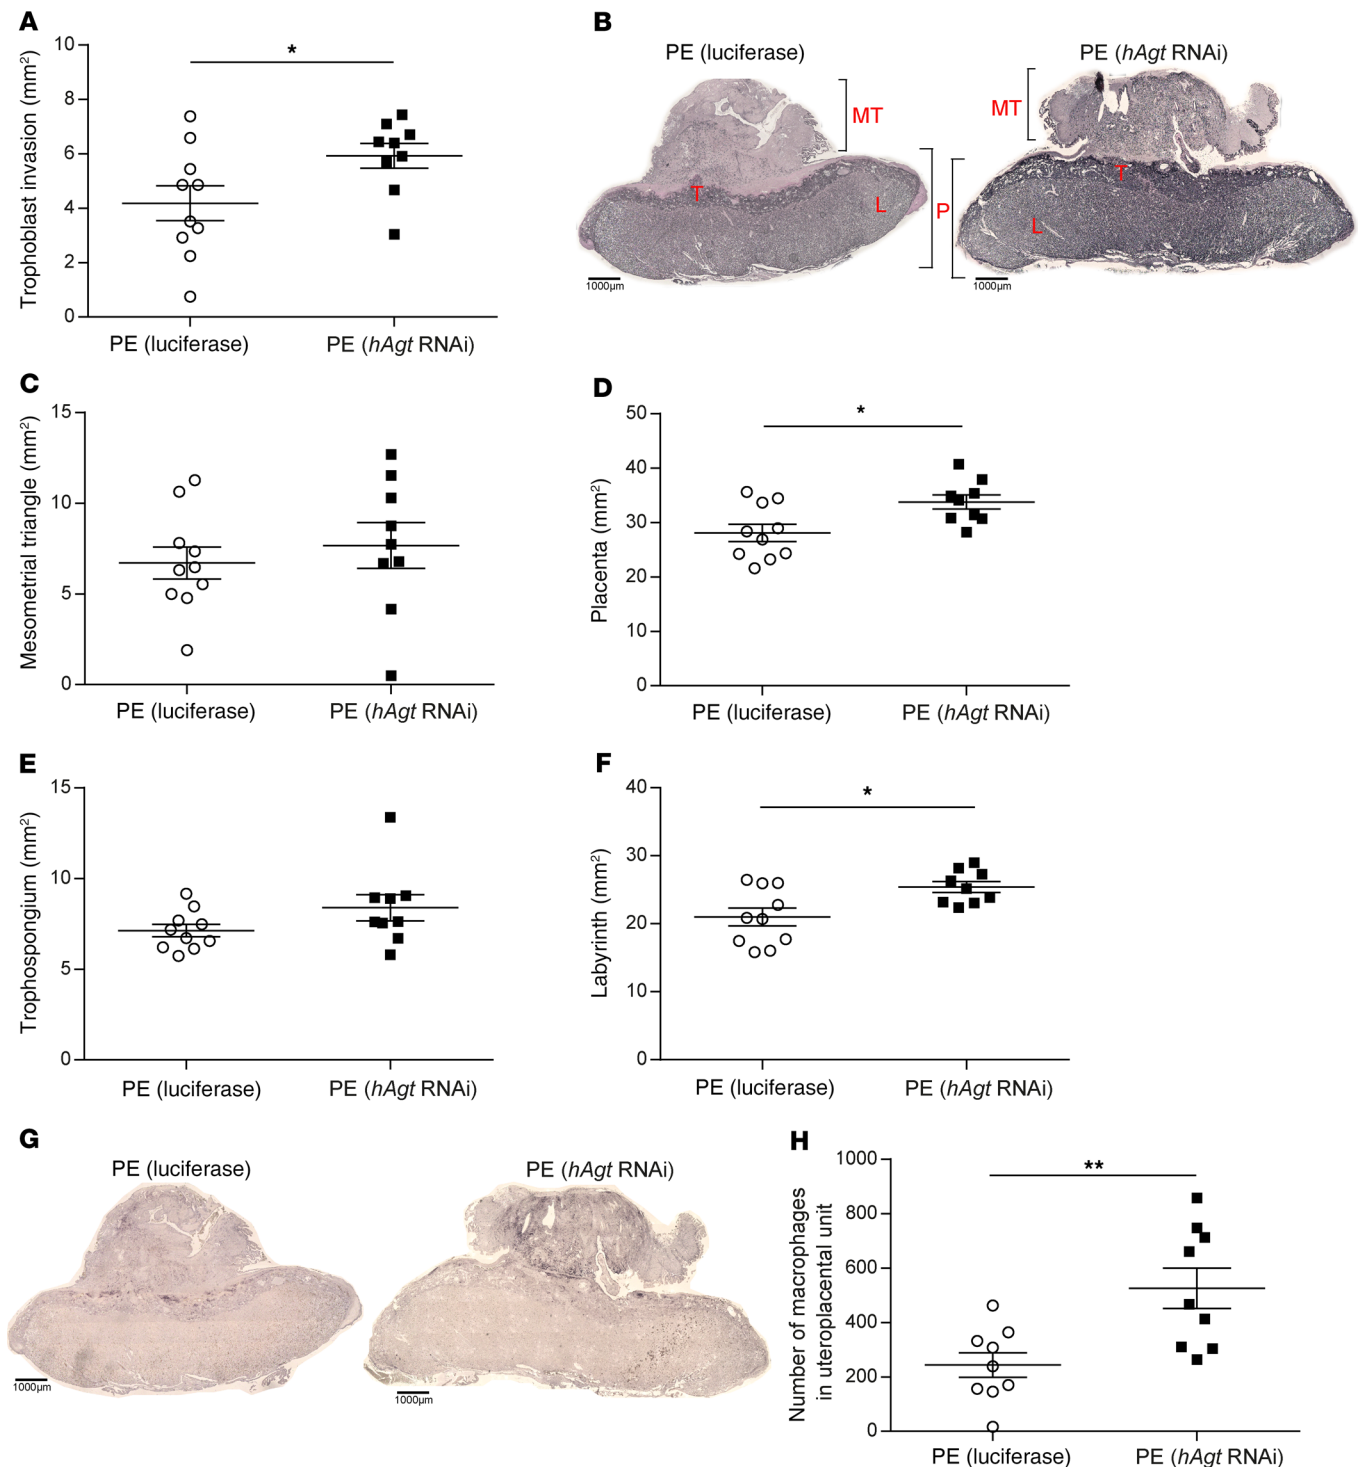 A
Trophoblast invasion (mm²)
10
8
6
4
2
0
*
PE (luciferase)
PE (hAgt RNAi)
B
PE (luciferase)
PE (hAgt RNAi)
MT
MT
T
T
L
P
L
1000µm
1000µm
C
Mesometrial triangle (mm²)
15
10
5
0
PE (luciferase)
PE (hAgt RNAi)
D
Placenta (mm²)
50
40
30
20
10
0
*
PE (luciferase)
PE (hAgt RNAi)
E
Trophospongium (mm²)
15
10
5
0
PE (luciferase)
PE (hAgt RNAi)
F
Labyrinth (mm²)
40
30
20
10
0
*
PE (luciferase)
PE (hAgt RNAi)
G
PE (luciferase)
PE (hAgt RNAi)
1000µm
1000µm
H
Number of macrophages
in uteroplacental unit
1000
800
600
400
200
0
**
PE (luciferase)
PE (hAgt RNAi)